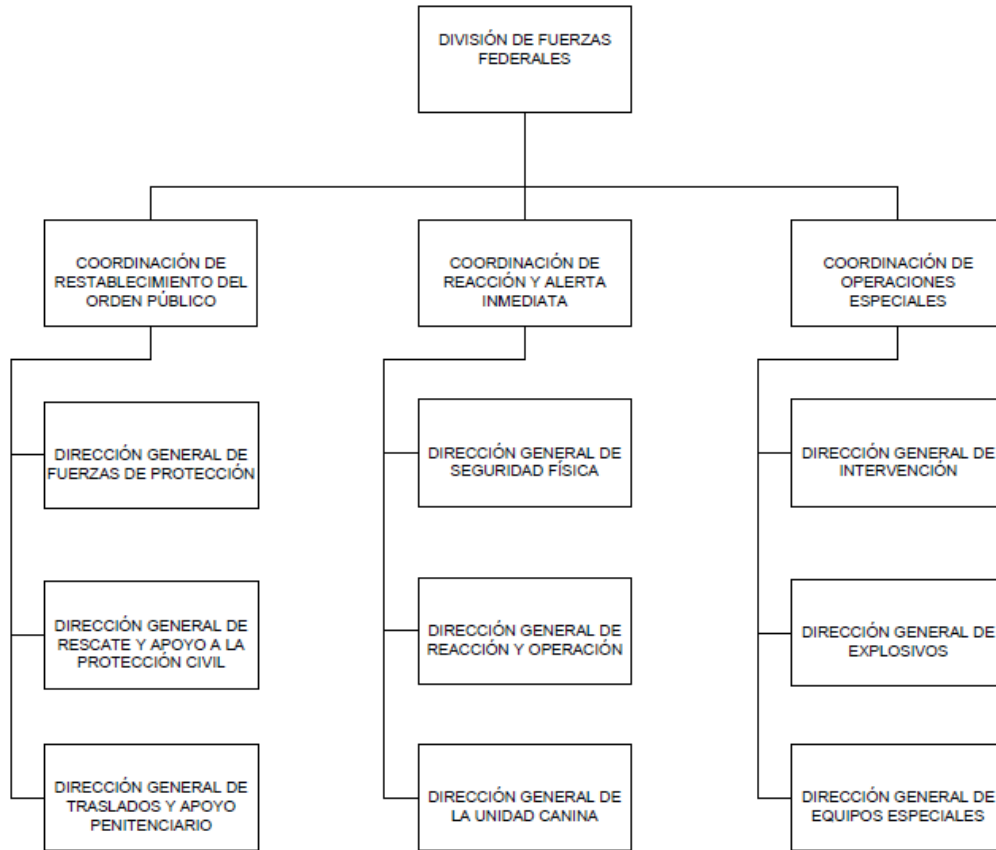 DIVISIÓN DE FUERZAS
FEDERALES
COORDINACIÓN DE
RESTABLECIMIENTO DEL
ORDEN PÚBLICO
COORDINACIÓN DE
REACCIÓN Y ALERTA
INMEDIATA
COORDINACIÓN DE
OPERACIONES
ESPECIALES
DIRECCIÓN GENERAL DE
FUERZAS DE PROTECCIÓN
DIRECCIÓN GENERAL DE
SEGURIDAD FÍSICA
DIRECCIÓN GENERAL DE
INTERVENCIÓN
DIRECCIÓN GENERAL DE
RESCATE Y APOYO A LA
PROTECCIÓN CIVIL
DIRECCIÓN GENERAL DE
REACCIÓN Y OPERACIÓN
DIRECCIÓN GENERAL DE
EXPLOSIVOS
DIRECCIÓN GENERAL DE
TRASLADOS Y APOYO
PENITENCIARIO
DIRECCIÓN GENERAL DE
LA UNIDAD CANINA
DIRECCIÓN GENERAL DE
EQUIPOS ESPECIALES